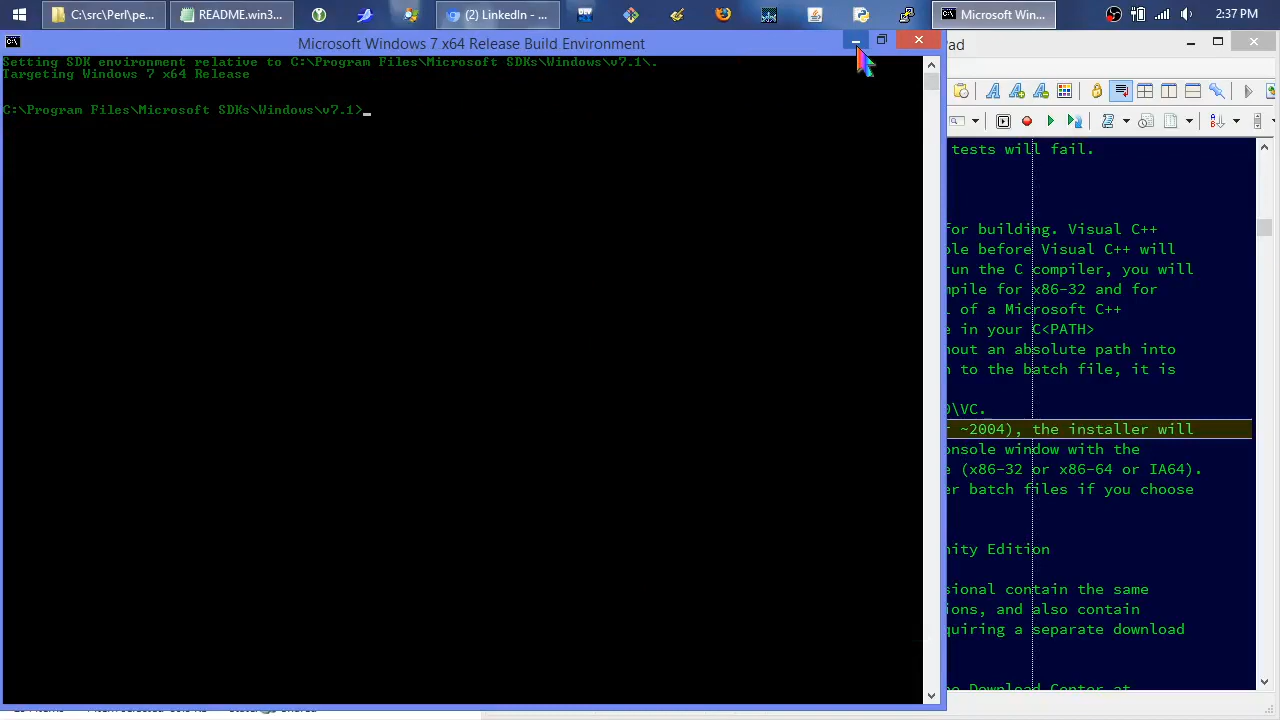 C:\src\Perl\pe...
README.win3...
(2) LinkedIn - ...
Microsoft Win...
2:37 PM
Microsoft Windows 7 x64 Release Build Environment
Setting SDK environment relative to C:\Program Files\Microsoft SDKs\Windows\v7.1\.
Targeting Windows 7 x64 Release
C:\Program Files\Microsoft SDKs\Windows\v7.1>_
ad
tests will fail.
for building. Visual C++
ble before Visual C++ will
run the C compiler, you will
mpile for x86-32 and for
of a Microsoft C++
e in your C<PATH>
hout an absolute path into
to the batch file, it is
\VC.
~2004), the installer will
onsole window with the
e (x86-32 or x86-64 or IA64).
er batch files if you choose
nity Edition
sional contain the same
ions, and also contain
quiring a separate download
Download Center at